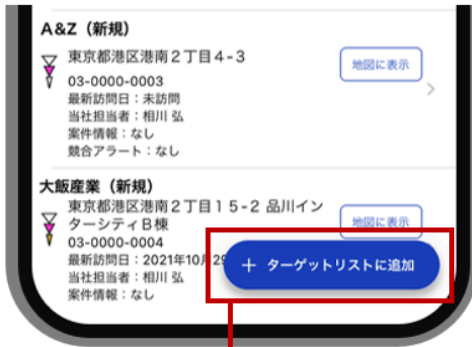 A&Z（新規）
東京都港区港南２丁目４-３
地図に表示
03-0000-0003
最新訪問日：未訪問
当社担当者：相川 弘
案件情報：なし
競合アラート：なし
大飯産業（新規）
東京都港区港南２丁目１５-２ 品川イン
ターシティＢ棟
地図に表示
03-0000-0004
最新訪問日：2021年10月29
＋ ターゲットリストに追加
当社担当者：相川 弘
案件情報：なし